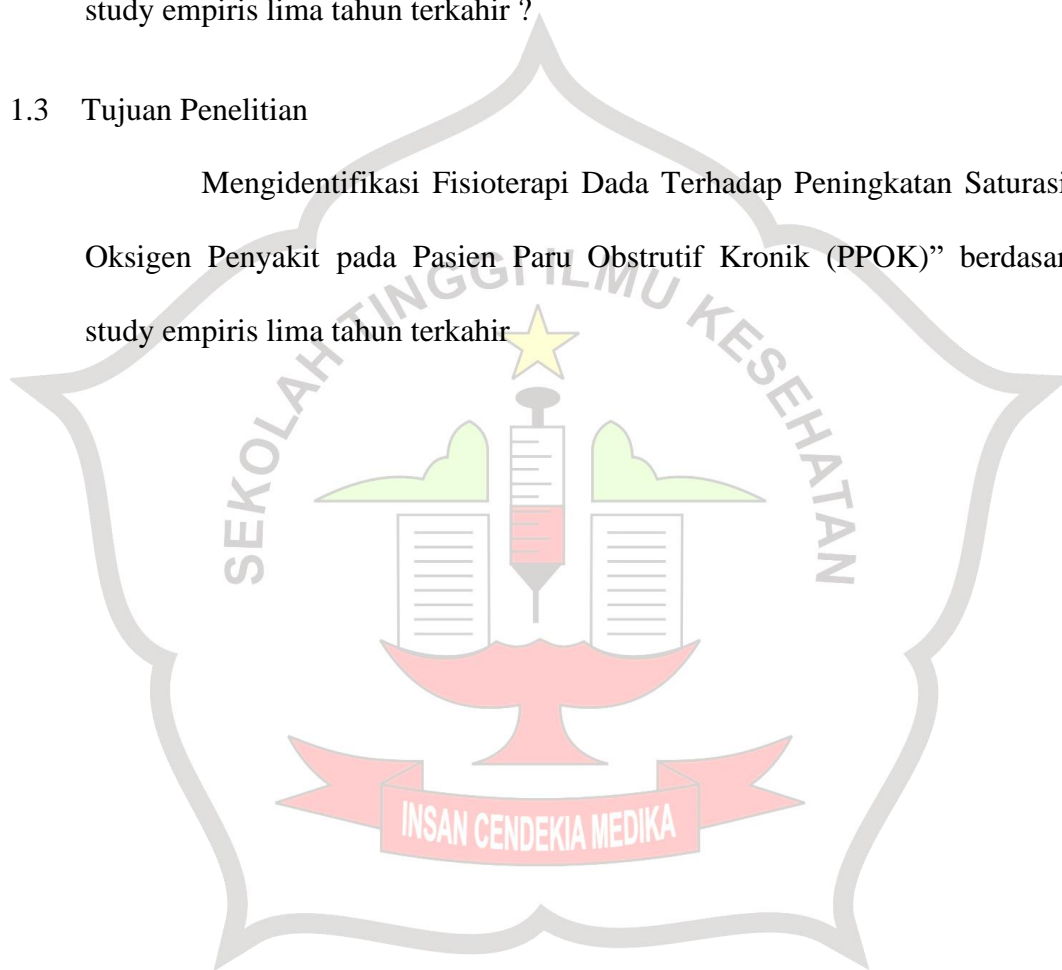 study empiris lima tahun terkahir ?
1.3 Tujuan Penelitian
Mengidentifikasi Fisioterapi Dada Terhadap Peningkatan Saturasi
Oksigen Penyakit pada Pasien Paru Obstrutif Kronik (PPOK)” berdasar
study empiris lima tahun terkahir
SEKOLAH TINGGI ILMU KESEHATAN
INSAN CENDEKIA MEDIKA